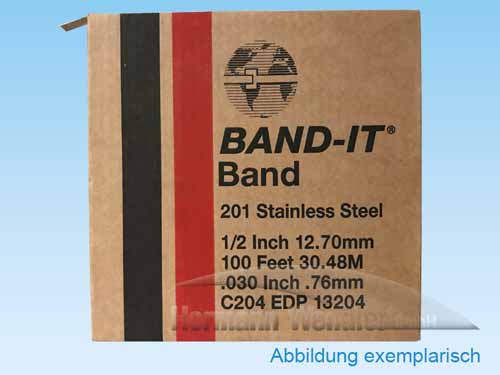 BAND-IT®
Band
201 Stainless Steel
1/2 Inch 12.70mm
100 Feet 30.48M
.030 Inch .76mm
C204 EDP 13204
Hermann Wendler GmbH
Abbildung exemplarisch